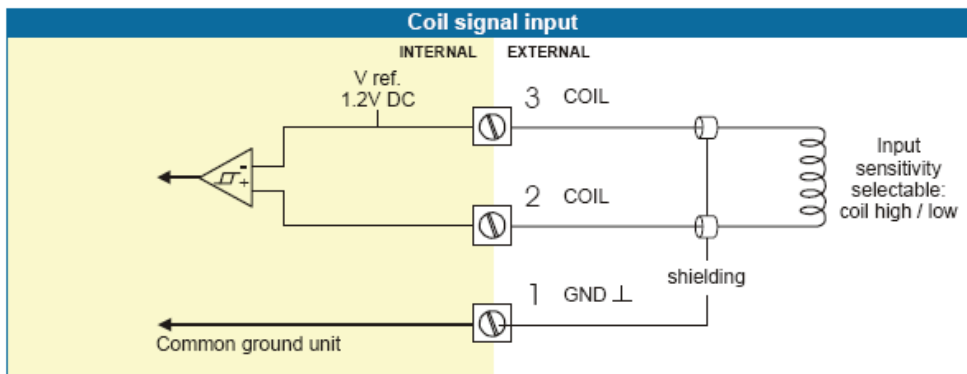 Coil signal input
INTERNAL
EXTERNAL
V ref.
1.2V DC
3 COIL
- 
+
2 COIL
Input
sensitivity
selectable:
coil high / low
shielding
1 GND ⊥
Common ground unit